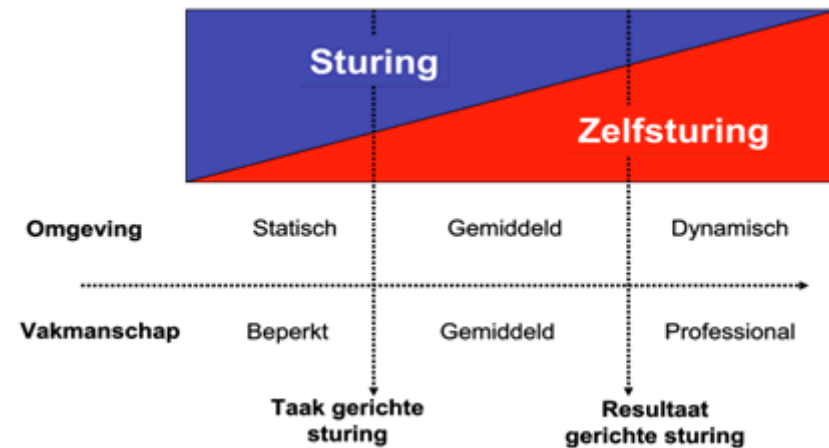 Sturing
Zelfsturing
Omgeving Statisch Gemiddeld Dynamisch
Vakmanschap Beperkt Gemiddeld Professional
Taak gerichte
sturing
Resultaat
gerichte sturing